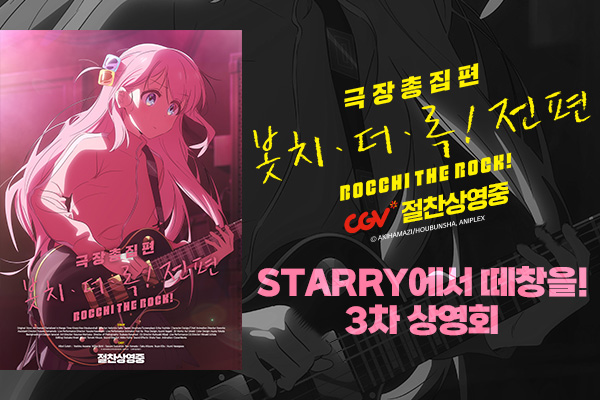 극장총집편
봇치·더·록! 전편
BOCCHI THE ROCK!
절찬상영중
극장총집편
봇치·더·록! 전편
BOCCHI THE ROCK!
CGV 절찬상영중
© AKIHAMAZI/HOUBUNSHA, ANIPLEX
STARRY에서 떼창을!
3차 상영회